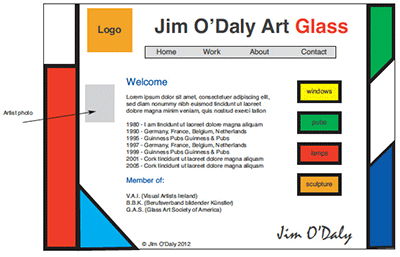 Logo
Jim O'Daly Art Glass
Home Work About Contact
Artist photo
Welcome
Lorem ipsum dolor sit amet, consectetuer adipiscing elit,
sed diam nonummy nibh euismod tincidunt ut laoreet
dolore magna minim veniam, quis nostrud exerci tation
1980 - I am tincidunt ut laoreet dolore magna aliquam
1990 - Germany, France, Belgium, Netherlands
1995 - Guinness Pubs Guinness Pubs
1997 - Germany, France, Belgium, Netherlands
1999 - Guinness Pubs Guinness
2001 - Cork tincidunt ut laoreet dolore magna aliquam
2005 - Cork tincidunt ut laoreet dolore magna aliquam
Member of:
V.A.I. (Visual Artists Ireland)
B.B.K. (Berufsverband bildender Künstler)
G.A.S. (Glass Art Society of America)
windows
pubs
lamps
sculpture
Jim O'Daly
© Jim O'Daly 2012